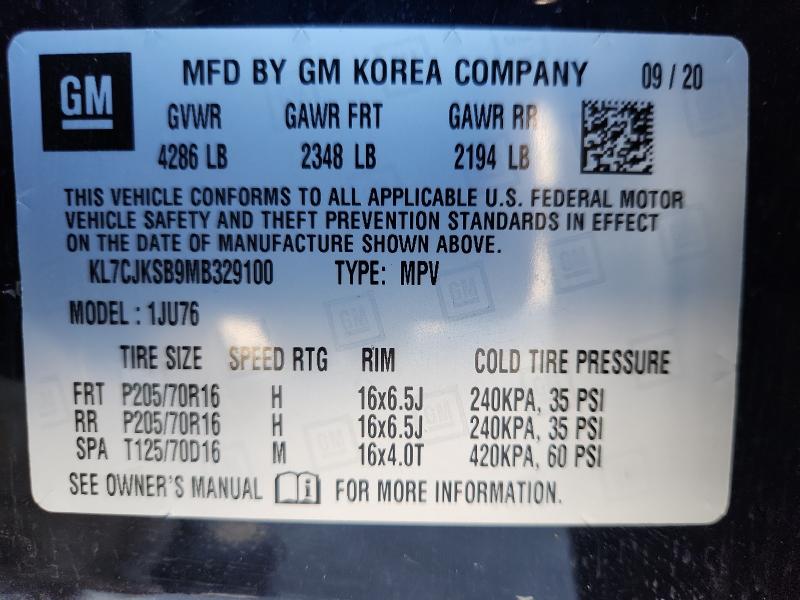 GM
MFD BY GM KOREA COMPANY 09 / 20
GVWR GAWR FRT GAWR RR
4286 LB 2348 LB 2194 LB
THIS VEHICLE CONFORMS TO ALL APPLICABLE U.S. FEDERAL MOTOR
VEHICLE SAFETY AND THEFT PREVENTION STANDARDS IN EFFECT
ON THE DATE OF MANUFACTURE SHOWN ABOVE.
KL7CJKSB9MB329100 TYPE: MPV
MODEL : 1JU76
TIRE SIZE SPEED RTG RIM COLD TIRE PRESSURE
FRT P205/70R16 H 16x6.5J 240KPA, 35 PSI
RR P205/70R16 H 16x6.5J 240KPA, 35 PSI
SPA T125/70D16 M 16x4.0T 420KPA, 60 PSI
SEE OWNER'S MANUAL i FOR MORE INFORMATION.